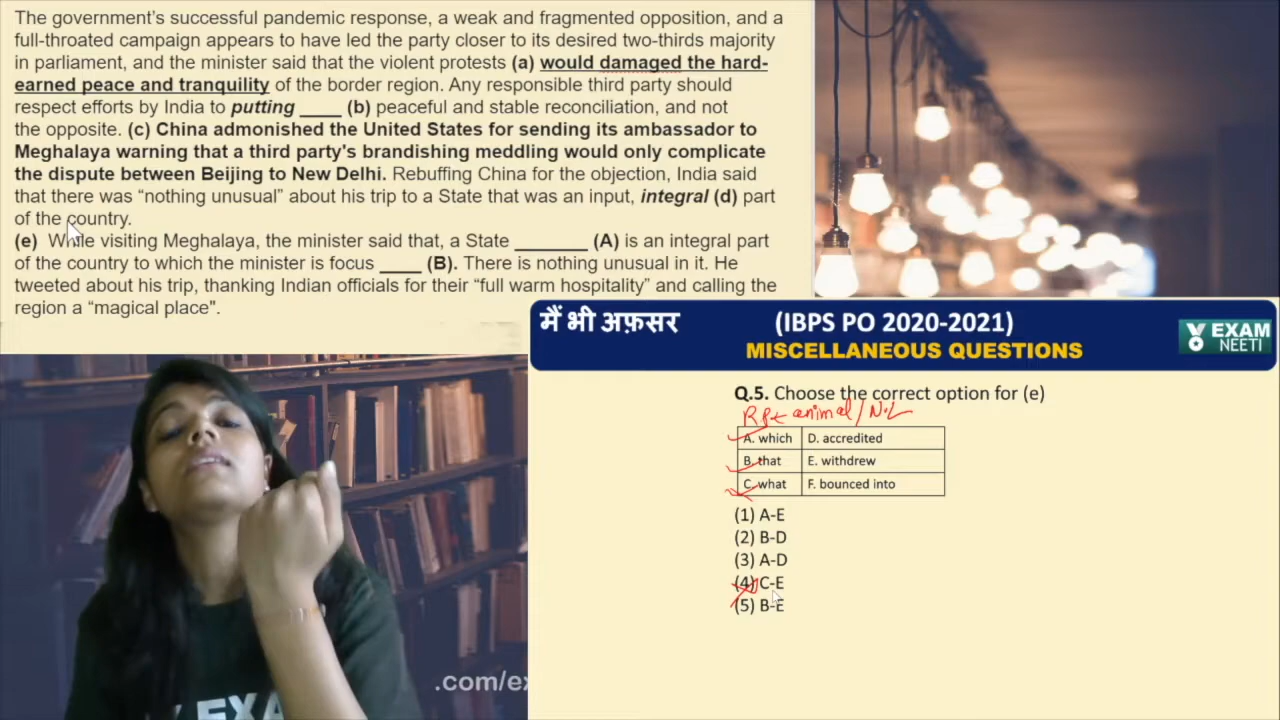 The government's successful pandemic response, a weak and fragmented opposition, and a
full-throated campaign appears to have led the party closer to its desired two-thirds majority
in parliament, and the minister said that the violent protests (a) would damaged the hard-
earned peace and tranquility of the border region. Any responsible third party should
respect efforts by India to putting ____ (b) peaceful and stable reconciliation, and not
the opposite. (c) China admonished the United States for sending its ambassador to
Meghalaya warning that a third party's brandishing meddling would only complicate
the dispute between Beijing to New Delhi. Rebuffing China for the objection, India said
that there was “nothing unusual” about his trip to a State that was an input, integral (d) part
of the country.
(e) While visiting Meghalaya, the minister said that, a State _______ (A) is an integral part
of the country to which the minister is focus ____ (B). There is nothing unusual in it. He
tweeted about his trip, thanking Indian officials for their “full warm hospitality” and calling the
region a “magical place".
मैं भी अफ़सर
(IBPS PO 2020-2021)
MISCELLANEOUS QUESTIONS
EXAM
NEETI
Q.5. Choose the correct option for (e)
animal/N.L
A. which D. accredited
B. that E. withdrew
C. what F. bounced into
(1) A-E
(2) B-D
(3) A-D
(4) C-E
(5) B-E
.com/ex